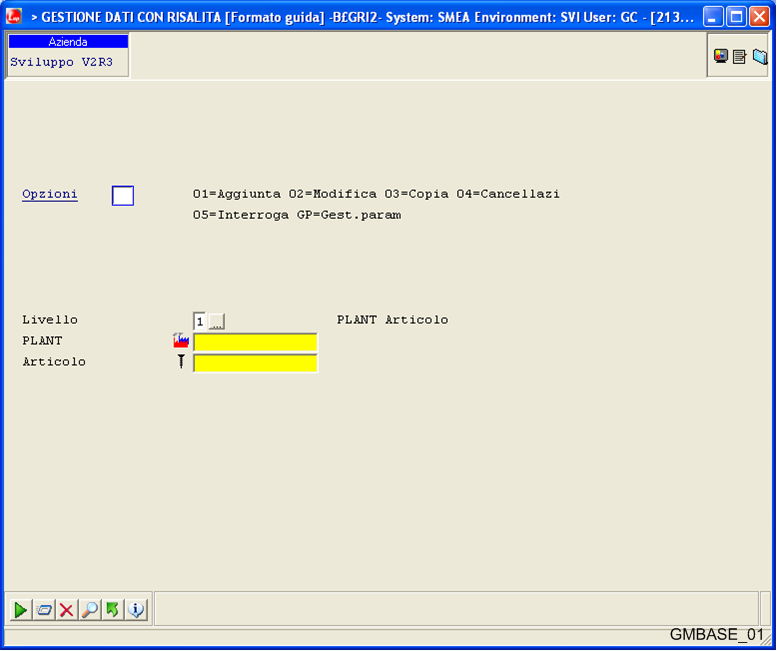 > GESTIONE DATI CON RISALITA [Formato guida] -B£GRI2- System: SMEA Environment: SVI User: GC - [213...
Azienda
Sviluppo V2R3
Opzioni 01=Aggiunta 02=Modifica 03=Copia 04=Cancellazi
05=Interroga GP=Gest.param
Livello 1 ... PLANT Articolo
PLANT
Articolo
GMBASE_01